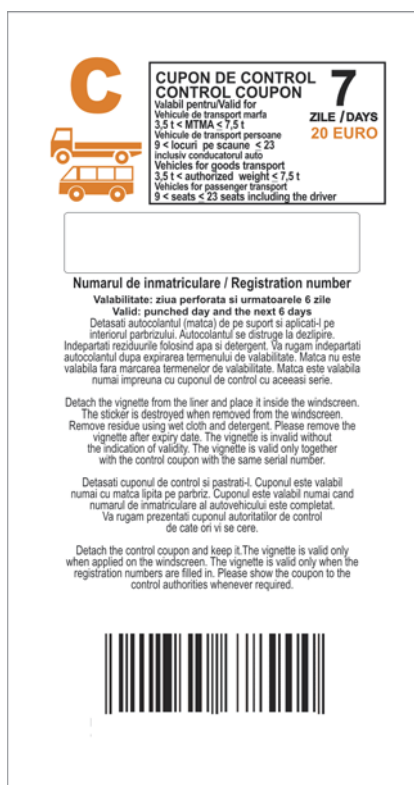 C
CUPON DE CONTROL
CONTROL COUPON
7
ZILE / DAYS
20 EURO
Valabil pentru/Valid for
Vehicule de transport marfa
3,5 t < MTMA ≤ 7,5 t
Vehicule de transport persoane
9 < locuri pe scaune ≤ 23
inclusiv conducatorul auto
Vehicles for goods transport
3,5 t < authorized weight ≤ 7,5 t
Vehicles for passenger transport
9 < seats ≤ 23 seats including the driver
Numarul de inmatriculare / Registration number
Valabilitate: ziua perforata si urmatoarele 6 zile
Valid: punched day and the next 6 days
Detasati autocolantul (matca) de pe suport si aplicati-l pe
interiorul parbrizului. Autocolantul se distruge la dezlipire.
Indepartati reziduurile folosind apa si detergent. Va rugam indepartati
autocolantul dupa expirarea termenului de valabilitate. Matca nu este
valabila fara marcarea termenelor de valabilitate. Matca este valabila
numai impreuna cu cuponul de control cu aceeasi serie.
Detach the vignette from the liner and place it inside the windscreen.
The sticker is destroyed when removed from the windscreen.
Remove residue using wet cloth and detergent. Please remove the
vignette after expiry date. The vignette is invalid without
the indication of validity. The vignette is valid only together
with the control coupon with the same serial number.
Detasati cuponul de control si pastrati-l. Cuponul este valabil
numai cu matca lipita pe parbriz. Cuponul este valabil numai cand
numarul de inmatriculare al autovehicului este completat.
Va rugam prezentati cuponul autoritatilor de control
de cate ori vi se cere.
Detach the control coupon and keep it.The vignette is valid only
when applied on the windscreen. The vignette is valid only when the
registration numbers are filled in. Please show the coupon to the
control authorities whenever required.